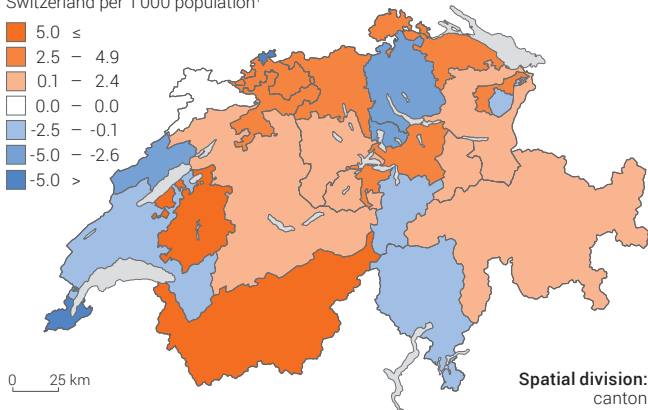 Switzerland per 1 000 population¹
5.0 ≤
2.5 – 4.9
0.1 – 2.4
0.0 – 0.0
-2.5 – -0.1
-5.0 – -2.6
-5.0 >
0 25 km
Spatial division:
canton